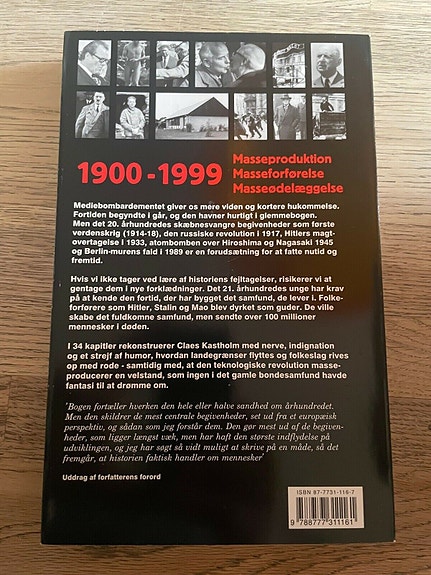 1900-1999
Masseproduktion
Masseforførelse
Masseødelæggelse
Mediebombardementet giver os mere viden og kortere hukommelse.
Fortiden begyndte i går, og den havner hurtigt i glemmebogen.
Men det 20. århundredes skæbnesvangre begivenheder som første
verdenskrig (1914-18), den russiske revolution i 1917, Hitlers magt-
overtagelse i 1933, atombomben over Hiroshima og Nagasaki 1945
og Berlin-murens fald i 1989 er en forudsætning for at fatte nutid og
fremtid.
Hvis vi ikke tager ved lære af historiens fejltagelser, risikerer vi at
gentage dem i nye forklædninger. Det 21. århundredes unge har krav
på at kende den fortid, der har bygget det samfund, de lever i. Folke-
forførere som Hitler, Stalin og Mao blev dyrket som guder. De ville
skabe det fuldkomne samfund, men sendte over 100 millioner
mennesker i døden.
I 34 kapitler rekonstruerer Claes Kastholm med nerve, indignation
og et strejf af humor, hvordan landegrænser flyttes og folkeslag rives
op med rode - samtidig med, at den teknologiske revolution masse-
producerer en velstand, som ingen i det gamle bondesamfund havde
fantasi til at drømme om.
'Bogen fortæller hverken den hele eller halve sandhed om århundredet.
Men den skildrer de mest centrale begivenheder, set ud fra et europæisk
perspektiv, og sådan som jeg forstår dem. Den gør mest ud af de begiven-
heder, som ligger længst væk, men har haft den største indflydelse på
udviklingen, og jeg har søgt så vidt muligt at skrive på en måde, så det
fremgår, at historien faktisk handler om mennesker'
Uddrag af forfatterens forord
ISBN 87-7731-116-7
9 788777 311161